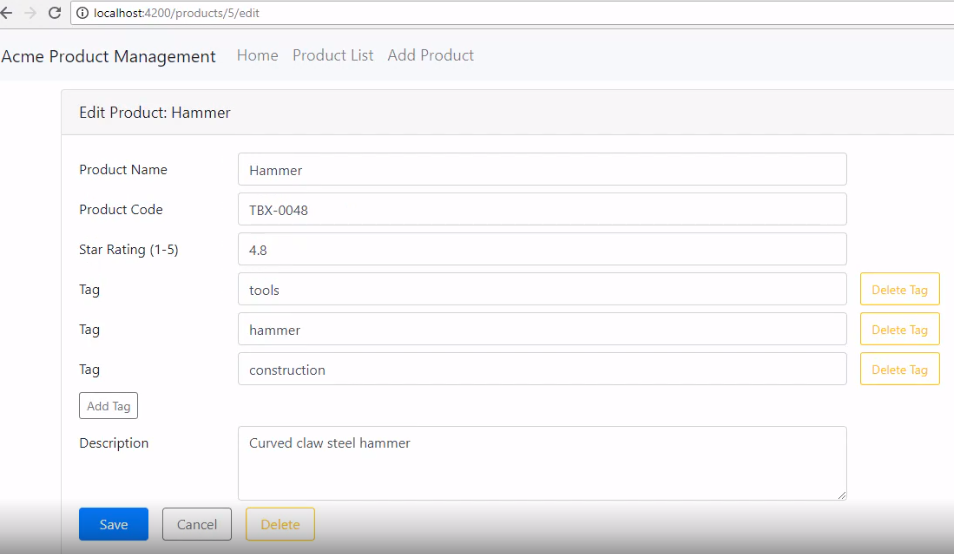 localhost:4200/products/5/edit
Acme Product Management Home Product List Add Product
Edit Product: Hammer
Product Name Hammer
Product Code TBX-0048
Star Rating (1-5) 4.8
Tag tools Delete Tag
Tag hammer Delete Tag
Tag construction Delete Tag
Add Tag
Description Curved claw steel hammer
Save Cancel Delete